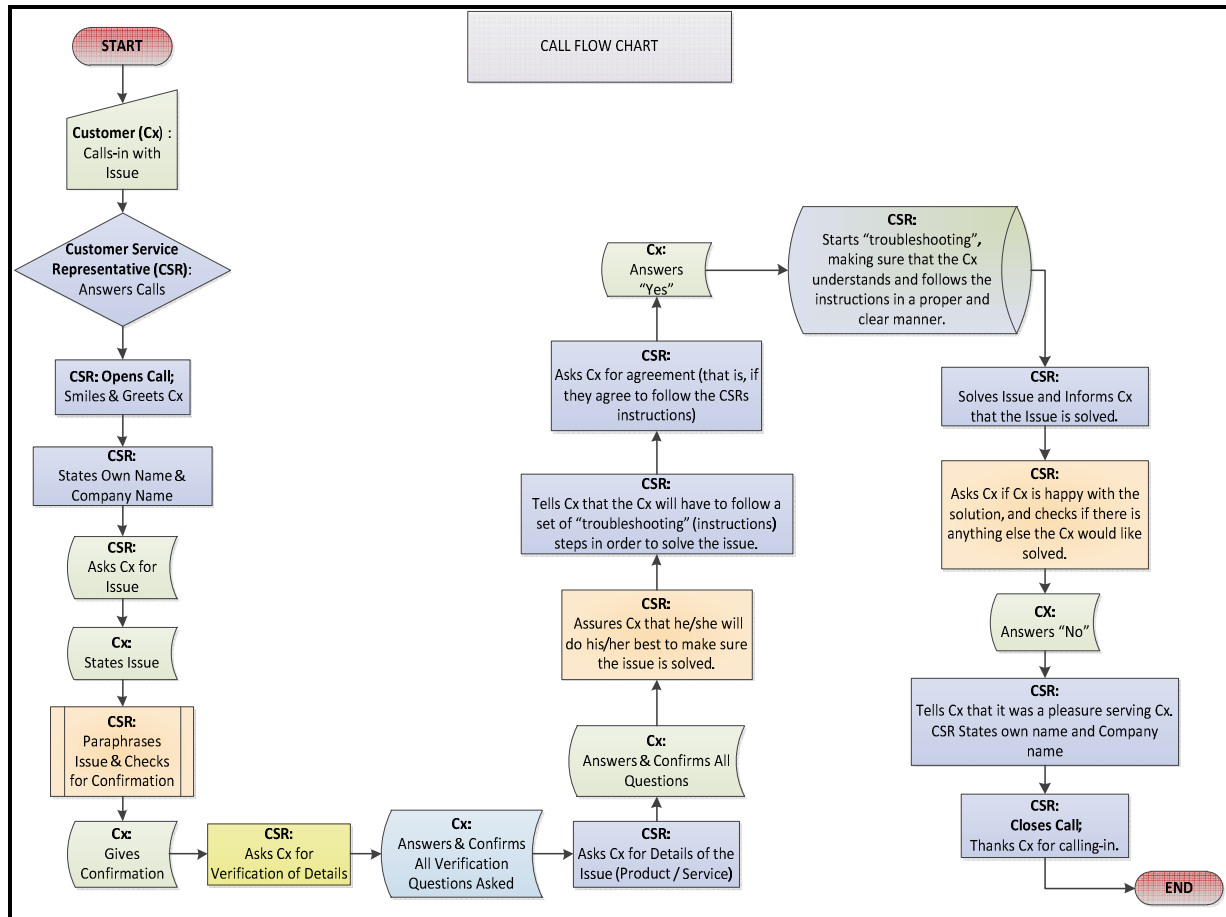 START
CALL FLOW CHART
Customer (Cx) :
Calls-in with
Issue
Customer Service
Representative (CSR):
Answers Calls
CSR: Opens Call;
Smiles & Greets Cx
CSR:
States Own Name &
Company Name
CSR:
Asks Cx for
Issue
Cx:
States Issue
CSR:
Paraphrases
Issue & Checks
for Confirmation
Cx:
Gives
Confirmation
CSR:
Asks Cx for
Verification of Details
Cx:
Answers & Confirms
All Verification
Questions Asked
CSR:
Asks Cx for Details of the
Issue (Product / Service)
Cx:
Answers & Confirms All
Questions
CSR:
Assures Cx that he/she will
do his/her best to make sure
the issue is solved.
CSR:
Tells Cx that the Cx will have to follow a
set of “troubleshooting” (instructions)
steps in order to solve the issue.
CSR:
Asks Cx for agreement (that is, if
they agree to follow the CSRs
instructions)
Cx:
Answers
“Yes”
CSR:
Starts “troubleshooting”,
making sure that the Cx
understands and follows the
instructions in a proper and
clear manner.
CSR:
Solves Issue and Informs Cx
that the Issue is solved.
CSR:
Asks Cx if Cx is happy with the
solution, and checks if there is
anything else the Cx would like
solved.
CX:
Answers “No”
CSR:
Tells Cx that it was a pleasure serving Cx.
CSR States own name and Company
name
CSR:
Closes Call;
Thanks Cx for calling-in.
END